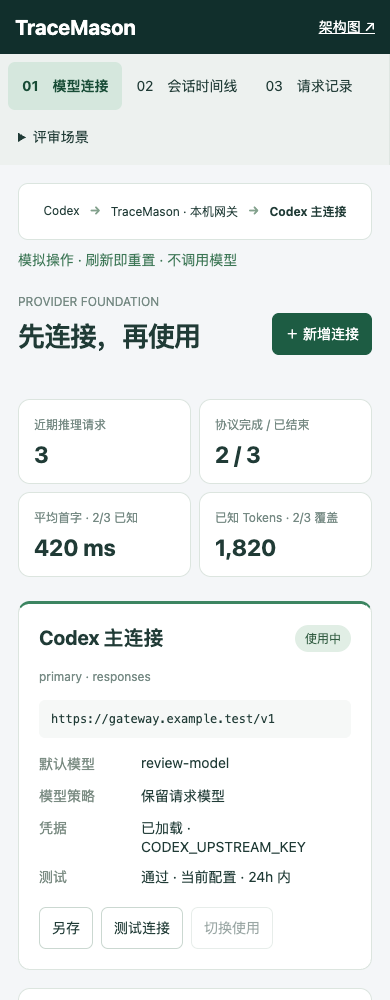 TraceMason
架构图 ↗
01 模型连接 02 会话时间线 03 请求记录
▶ 评审场景
Codex → TraceMason · 本机网关 → Codex 主连接
模拟操作 · 刷新即重置 · 不调用模型
PROVIDER FOUNDATION
先连接，再使用
＋ 新增连接
近期推理请求
3
协议完成 / 已结束
2 / 3
平均首字 · 2/3 已知
420 ms
已知 Tokens · 2/3 覆盖
1,820
Codex 主连接
使用中
primary · responses
https://gateway.example.test/v1
默认模型 review-model
模型策略 保留请求模型
凭据 已加载 ·
CODEX_UPSTREAM_KEY
测试 通过 · 当前配置 · 24h 内
另存 测试连接 切换使用